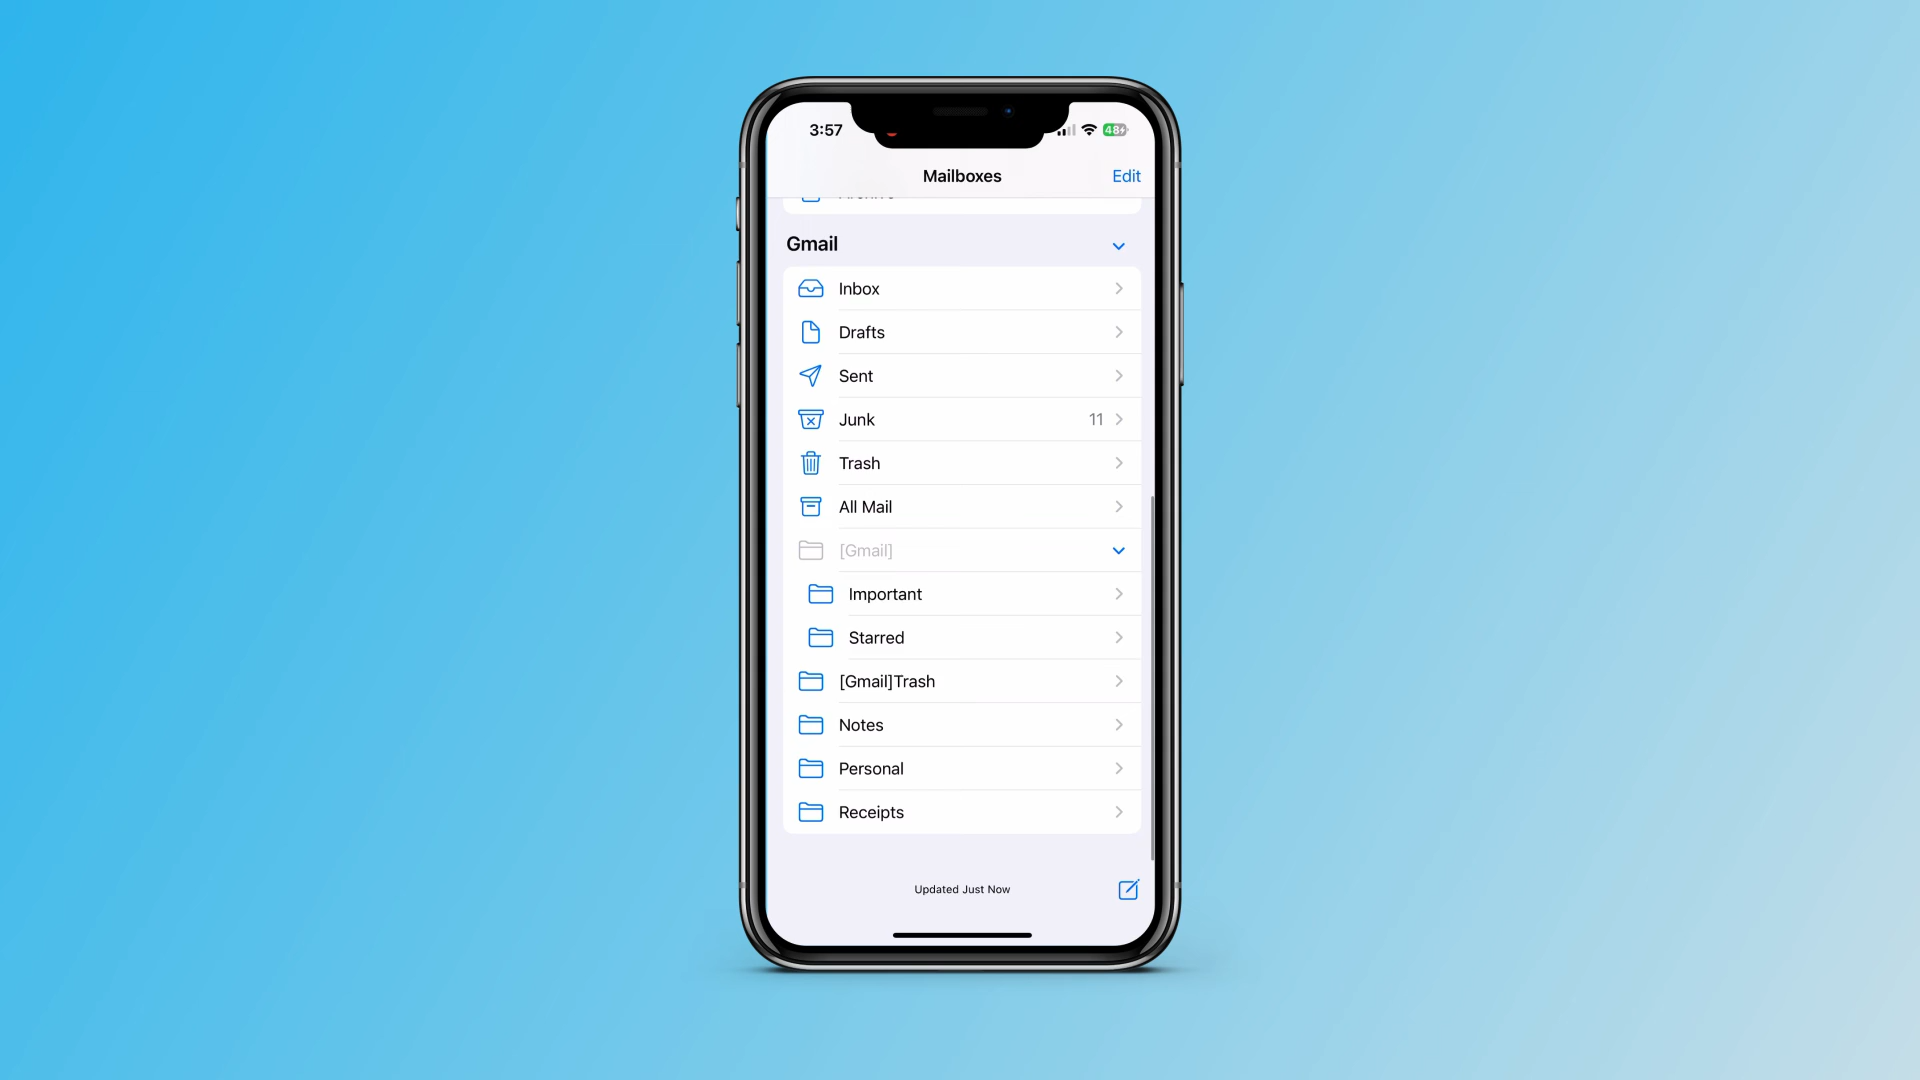 3:57
48
Mailboxes
Edit
Gmail
Inbox
Drafts
Sent
Junk 11
Trash
All Mail
[Gmail]
Important
Starred
[Gmail]Trash
Notes
Personal
Receipts
Updated Just Now